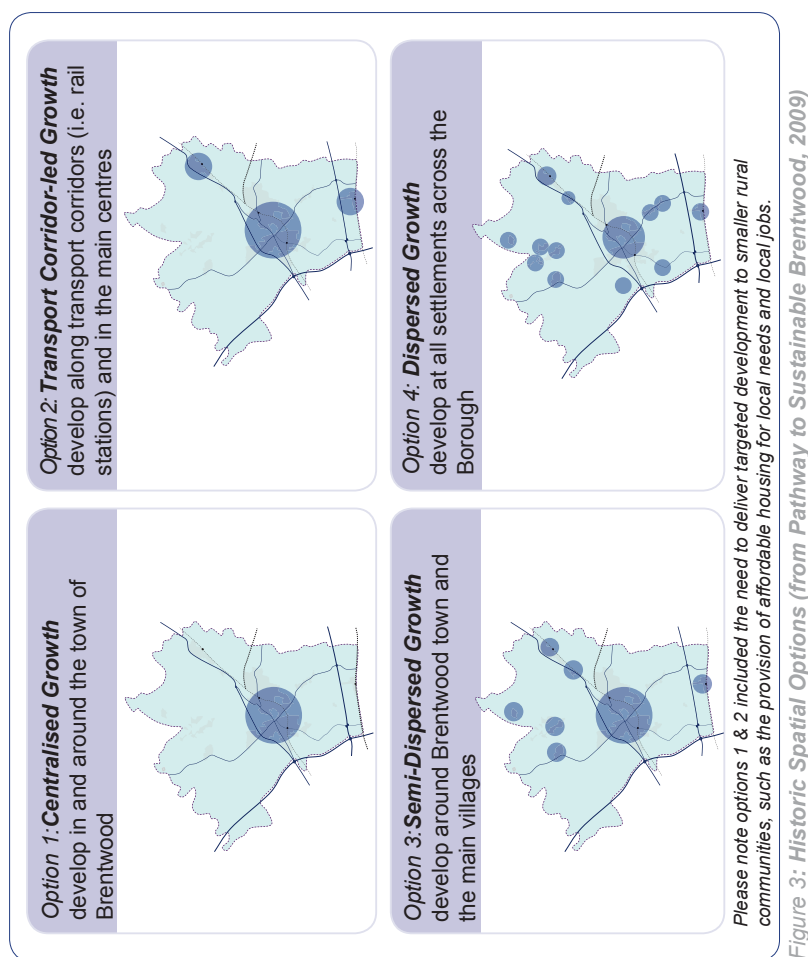 Option 1: Centralised Growth
develop in and around the town of
Brentwood
Option 2: Transport Corridor-led Growth
develop along transport corridors (i.e. rail
stations) and in the main centres
Option 3: Semi-Dispersed Growth
develop around Brentwood town and
the main villages
Option 4: Dispersed Growth
develop at all settlements across the
Borough
Please note options 1 & 2 included the need to deliver targeted development to smaller rural
communities, such as the provision of affordable housing for local needs and local jobs.
Figure 3: Historic Spatial Options (from Pathway to Sustainable Brentwood, 2009)